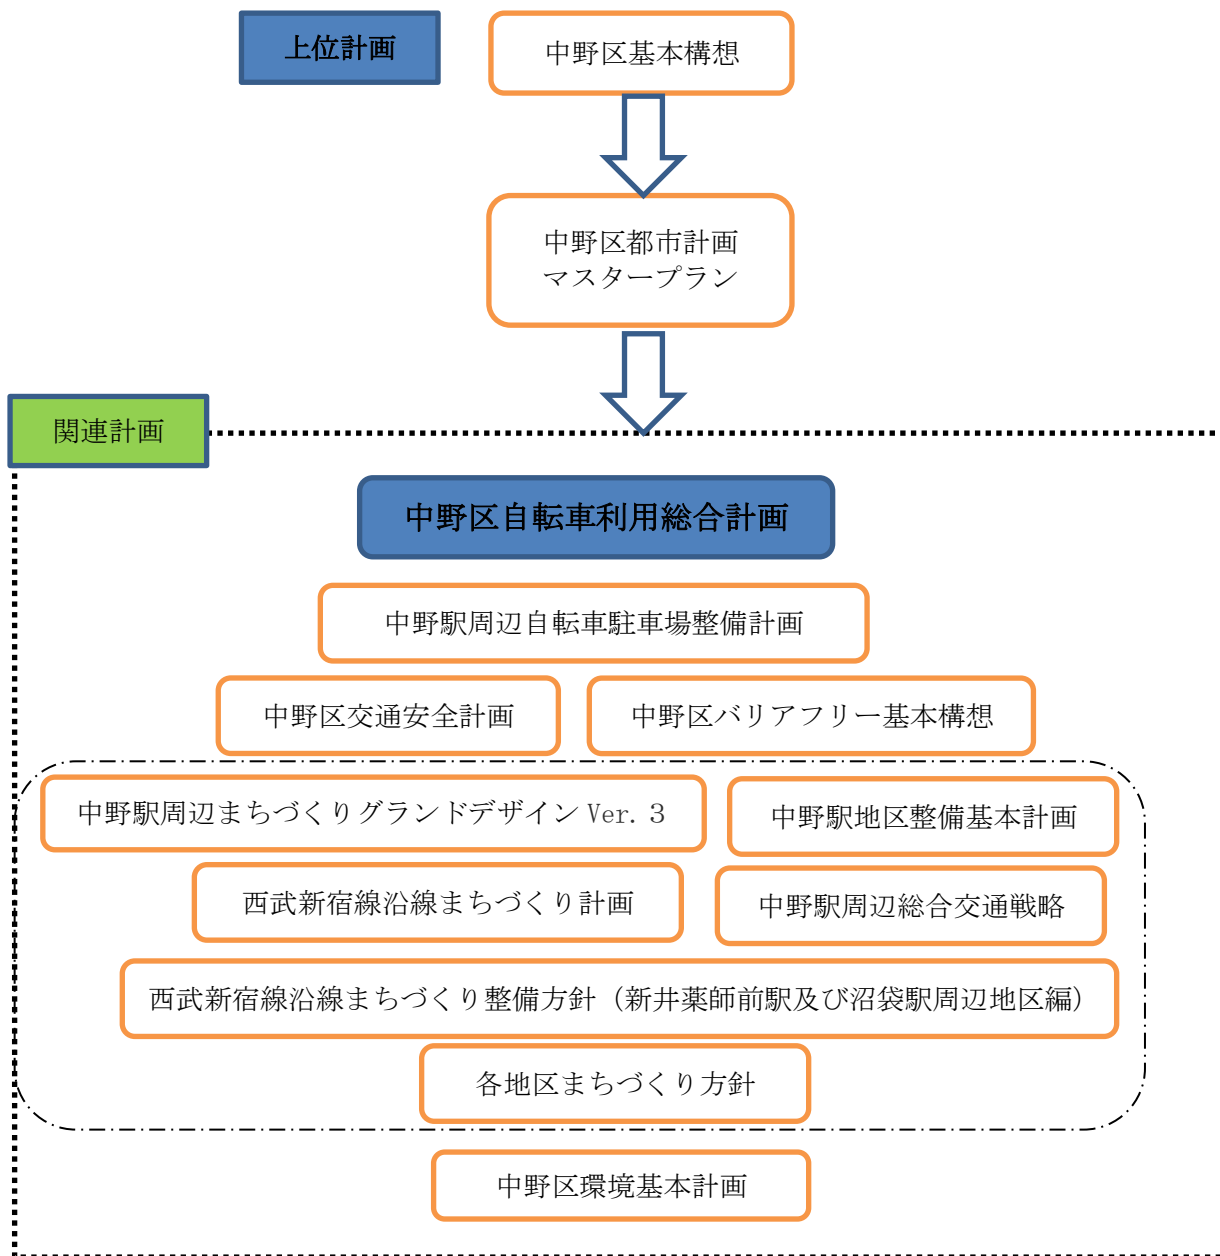 上位計画
中野区基本構想
中野区都市計画
マスタープラン
関連計画
中野区自転車利用総合計画
中野駅周辺自転車駐車場整備計画
中野区交通安全計画
中野区バリアフリー基本構想
中野駅周辺まちづくりグランドデザイン Ver. 3
中野駅地区整備基本計画
西武新宿線沿線まちづくり計画
中野駅周辺総合交通戦略
西武新宿線沿線まちづくり整備方針（新井薬師前駅及び沼袋駅周辺地区編）
各地区まちづくり方針
中野区環境基本計画